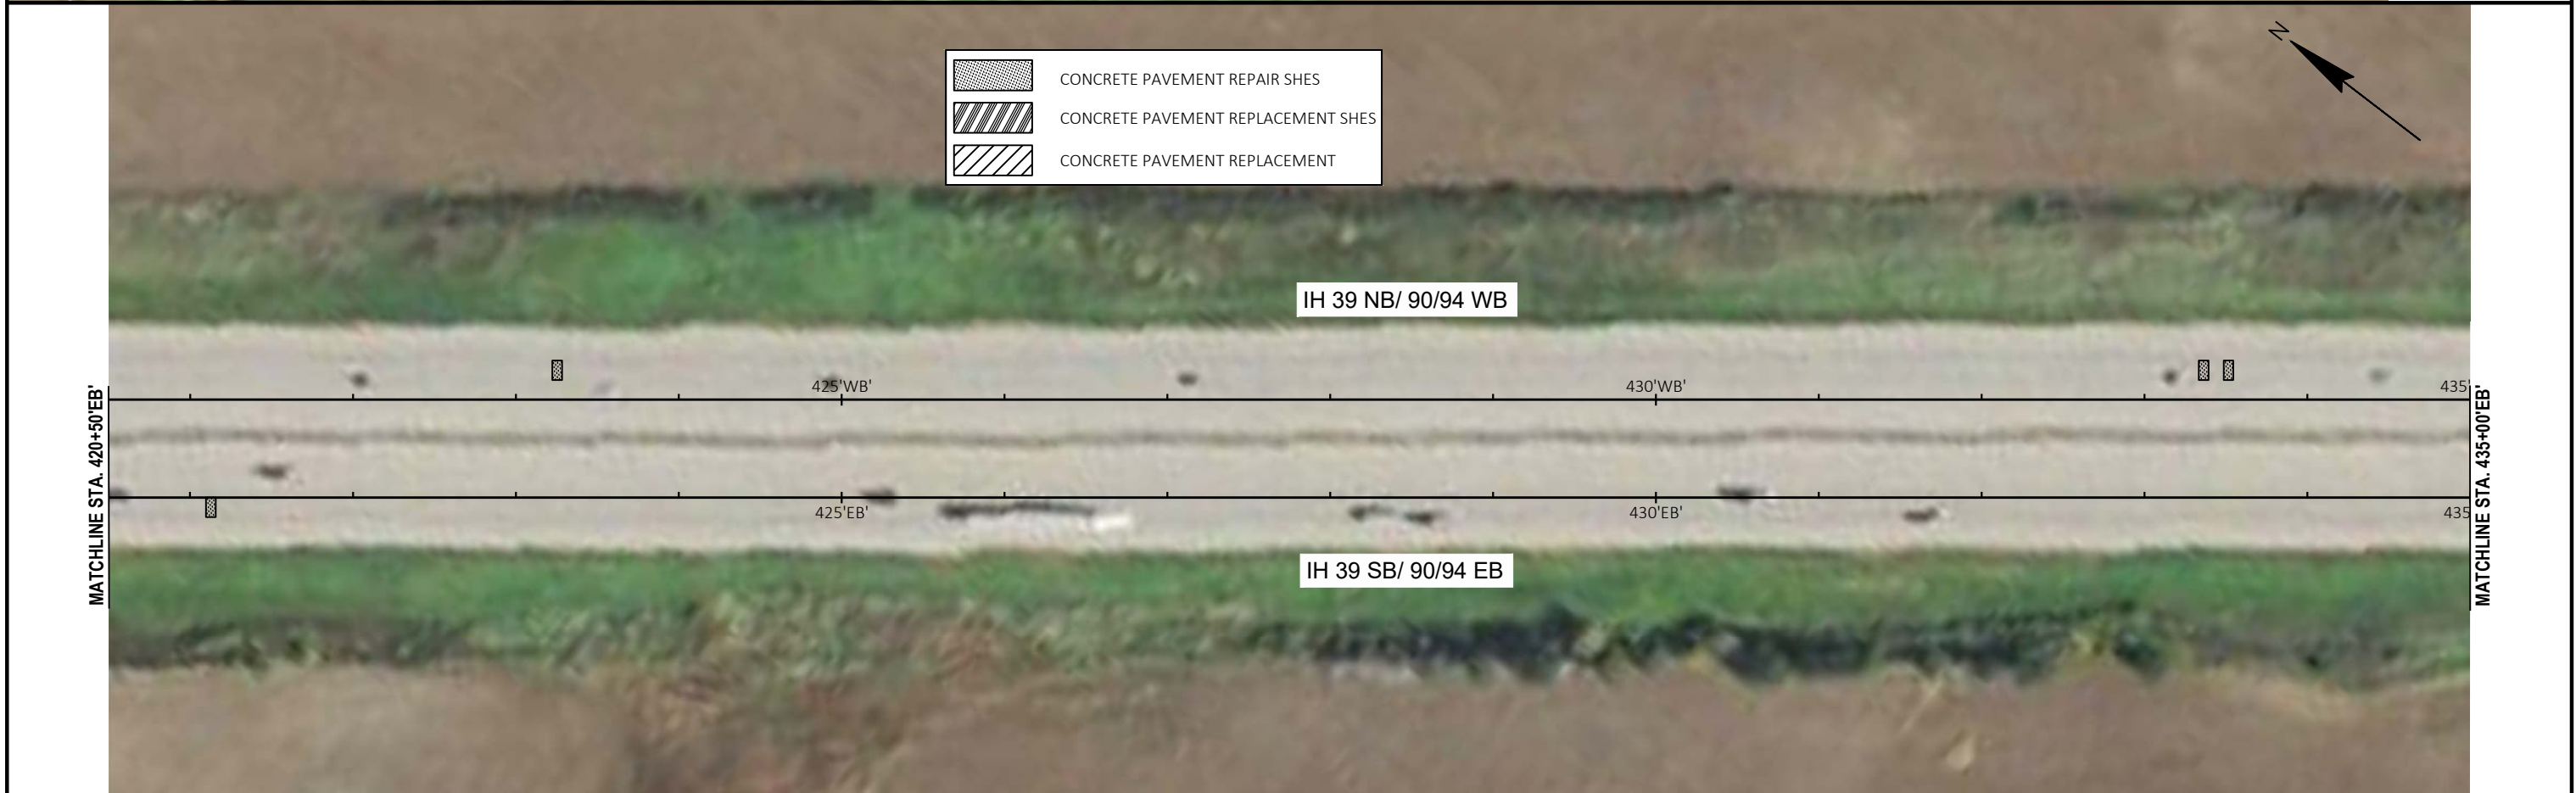 N
CONCRETE PAVEMENT REPAIR SHES
CONCRETE PAVEMENT REPLACEMENT SHES
CONCRETE PAVEMENT REPLACEMENT
IH 39 NB/ 90/94 WB
425'WB' 430'WB' 435'
MATCHLINE STA. 420+50'EB'
MATCHLINE STA. 435+00'EB'
425'EB' 430'EB' 435
IH 39 SB/ 90/94 EB